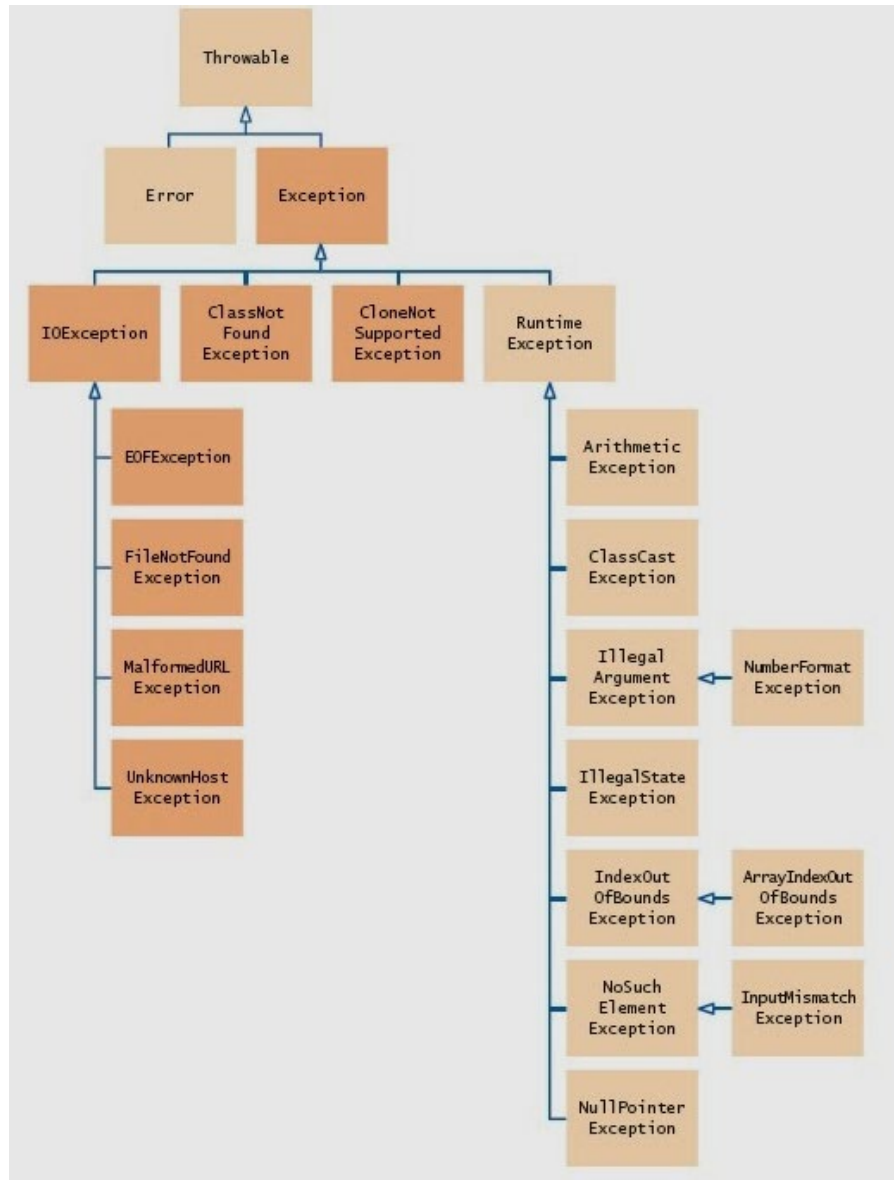 Throwable
Error
Exception
IOException
ClassNot
Found
Exception
CloneNot
Supported
Exception
Runtime
Exception
EOFException
FileNotFound
Exception
MalformedURL
Exception
UnknownHost
Exception
Arithmetic
Exception
ClassCast
Exception
Illegal
Argument
Exception
NumberFormat
Exception
IllegalState
Exception
IndexOut
OfBounds
Exception
ArrayIndexOut
OfBounds
Exception
NoSuch
Element
Exception
InputMismatch
Exception
NullPointer
Exception